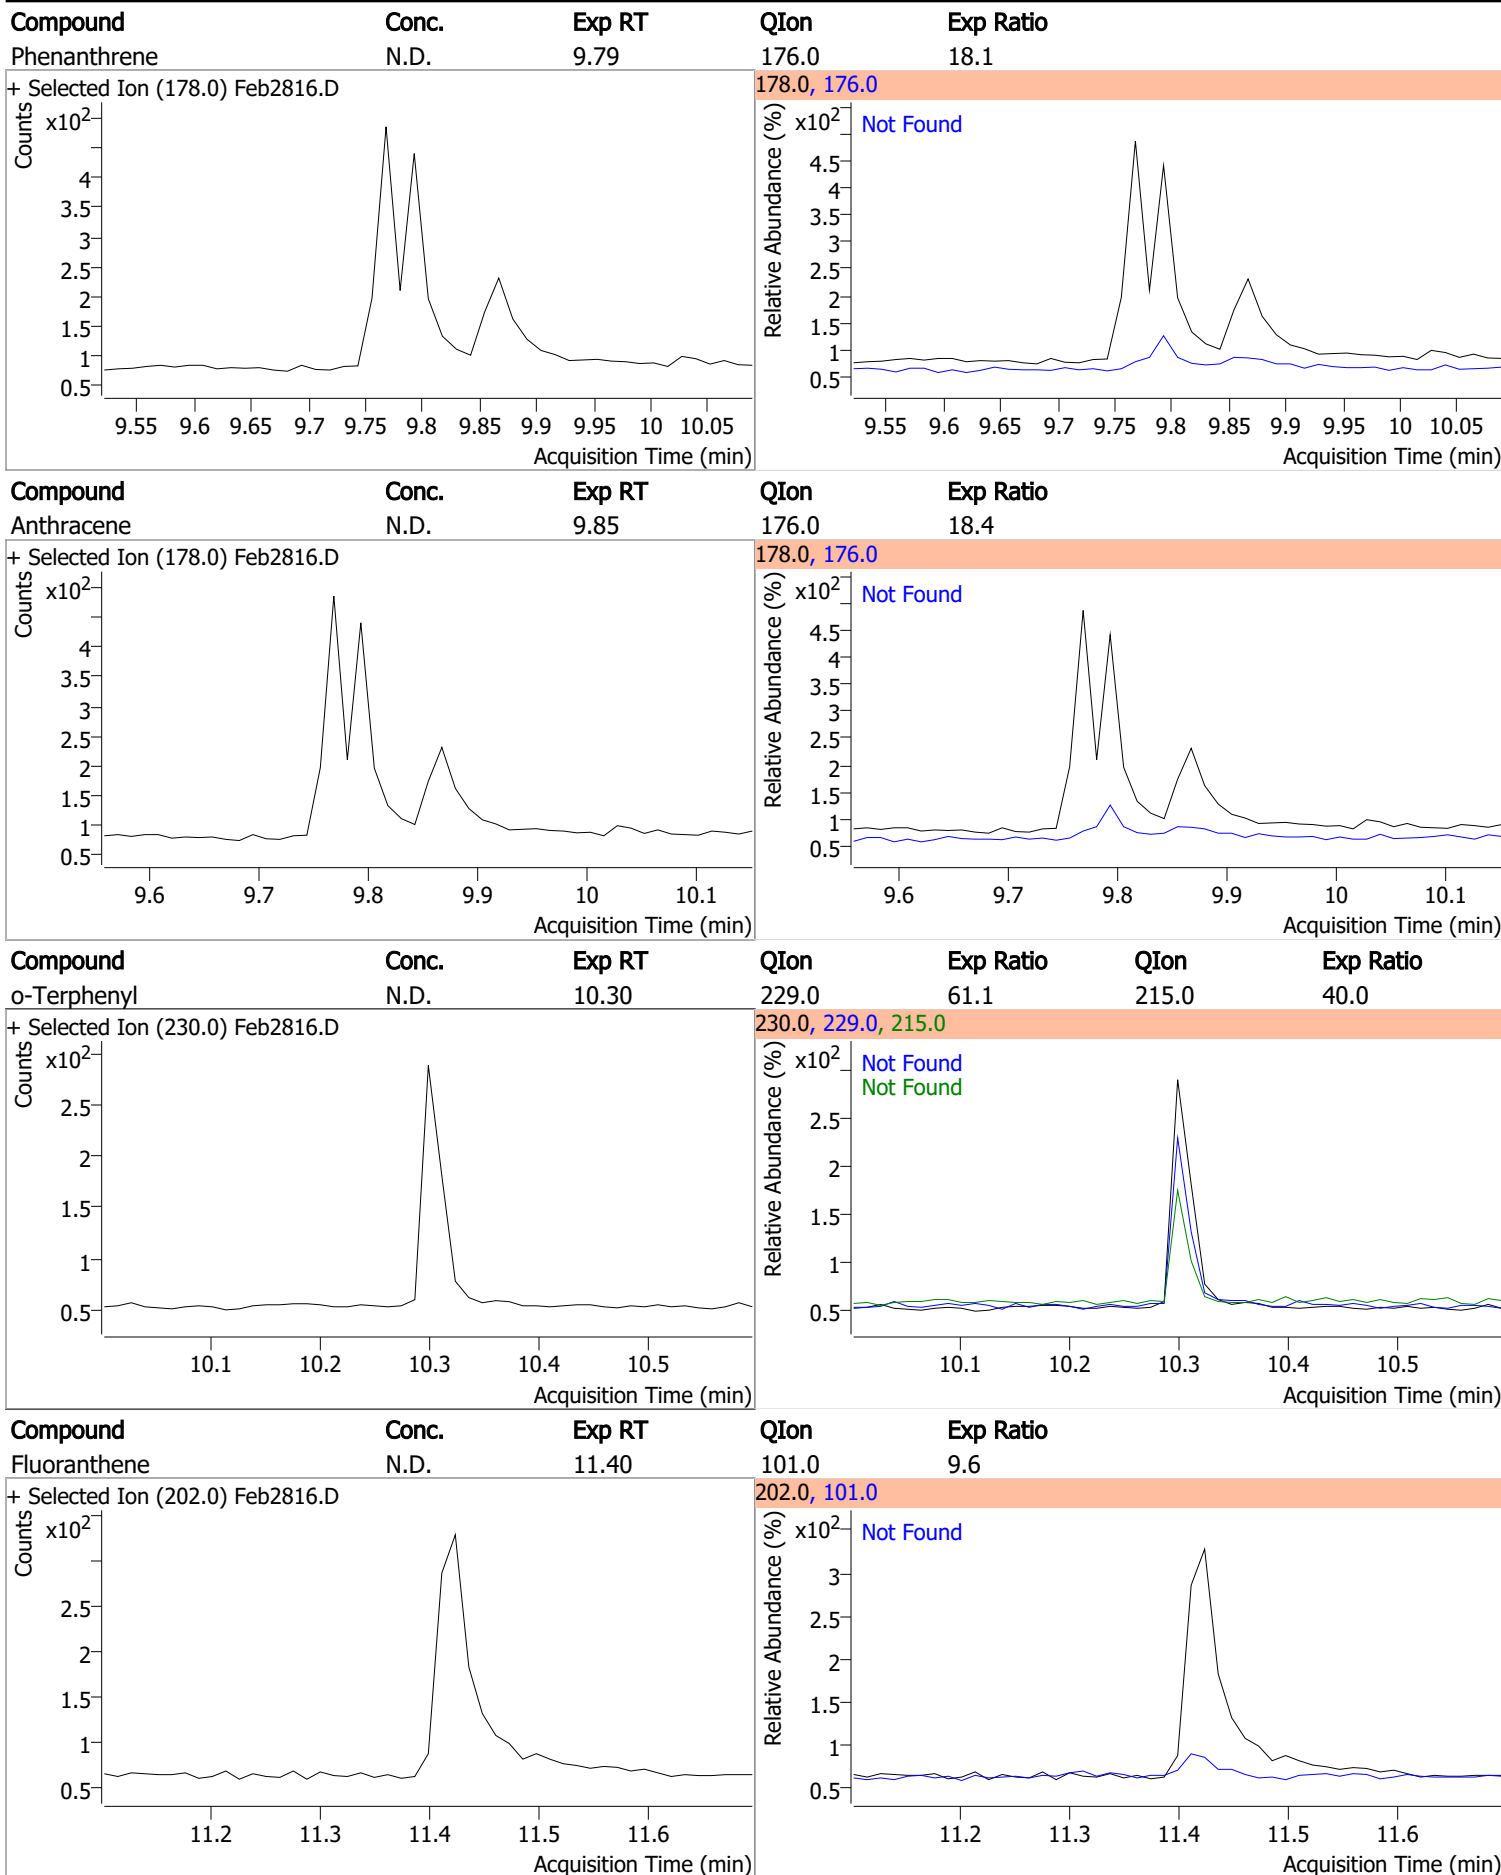 Compound Conc. Exp RT QIon Exp Ratio
Phenanthrene N.D. 9.79 176.0 18.1
+ Selected Ion (178.0) Feb2816.D
Counts
x102
4
3.5
3
2.5
2
1.5
1
0.5
9.55 9.6 9.65 9.7 9.75 9.8 9.85 9.9 9.95 10 10.05
Acquisition Time (min)
178.0, 176.0
Relative Abundance (%)
x102
Not Found
4.5
4
3.5
3
2.5
2
1.5
1
0.5
9.55 9.6 9.65 9.7 9.75 9.8 9.85 9.9 9.95 10 10.05
Acquisition Time (min)
Compound Conc. Exp RT QIon Exp Ratio
Anthracene N.D. 9.85 176.0 18.4
+ Selected Ion (178.0) Feb2816.D
Counts
x102
4
3.5
3
2.5
2
1.5
1
0.5
9.6 9.7 9.8 9.9 10 10.1
Acquisition Time (min)
178.0, 176.0
Relative Abundance (%)
x102
Not Found
4.5
4
3.5
3
2.5
2
1.5
1
0.5
9.6 9.7 9.8 9.9 10 10.1
Acquisition Time (min)
Compound Conc. Exp RT QIon Exp Ratio QIon Exp Ratio
o-Terphenyl N.D. 10.30 229.0 61.1 215.0 40.0
+ Selected Ion (230.0) Feb2816.D
Counts
x102
2.5
2
1.5
1
0.5
10.1 10.2 10.3 10.4 10.5
Acquisition Time (min)
230.0, 229.0, 215.0
Relative Abundance (%)
x102
Not Found
Not Found
2.5
2
1.5
1
0.5
10.1 10.2 10.3 10.4 10.5
Acquisition Time (min)
Compound Conc. Exp RT QIon Exp Ratio
Fluoranthene N.D. 11.40 101.0 9.6
+ Selected Ion (202.0) Feb2816.D
Counts
x102
2.5
2
1.5
1
0.5
11.2 11.3 11.4 11.5 11.6
Acquisition Time (min)
202.0, 101.0
Relative Abundance (%)
x102
Not Found
3
2.5
2
1.5
1
0.5
11.2 11.3 11.4 11.5 11.6
Acquisition Time (min)